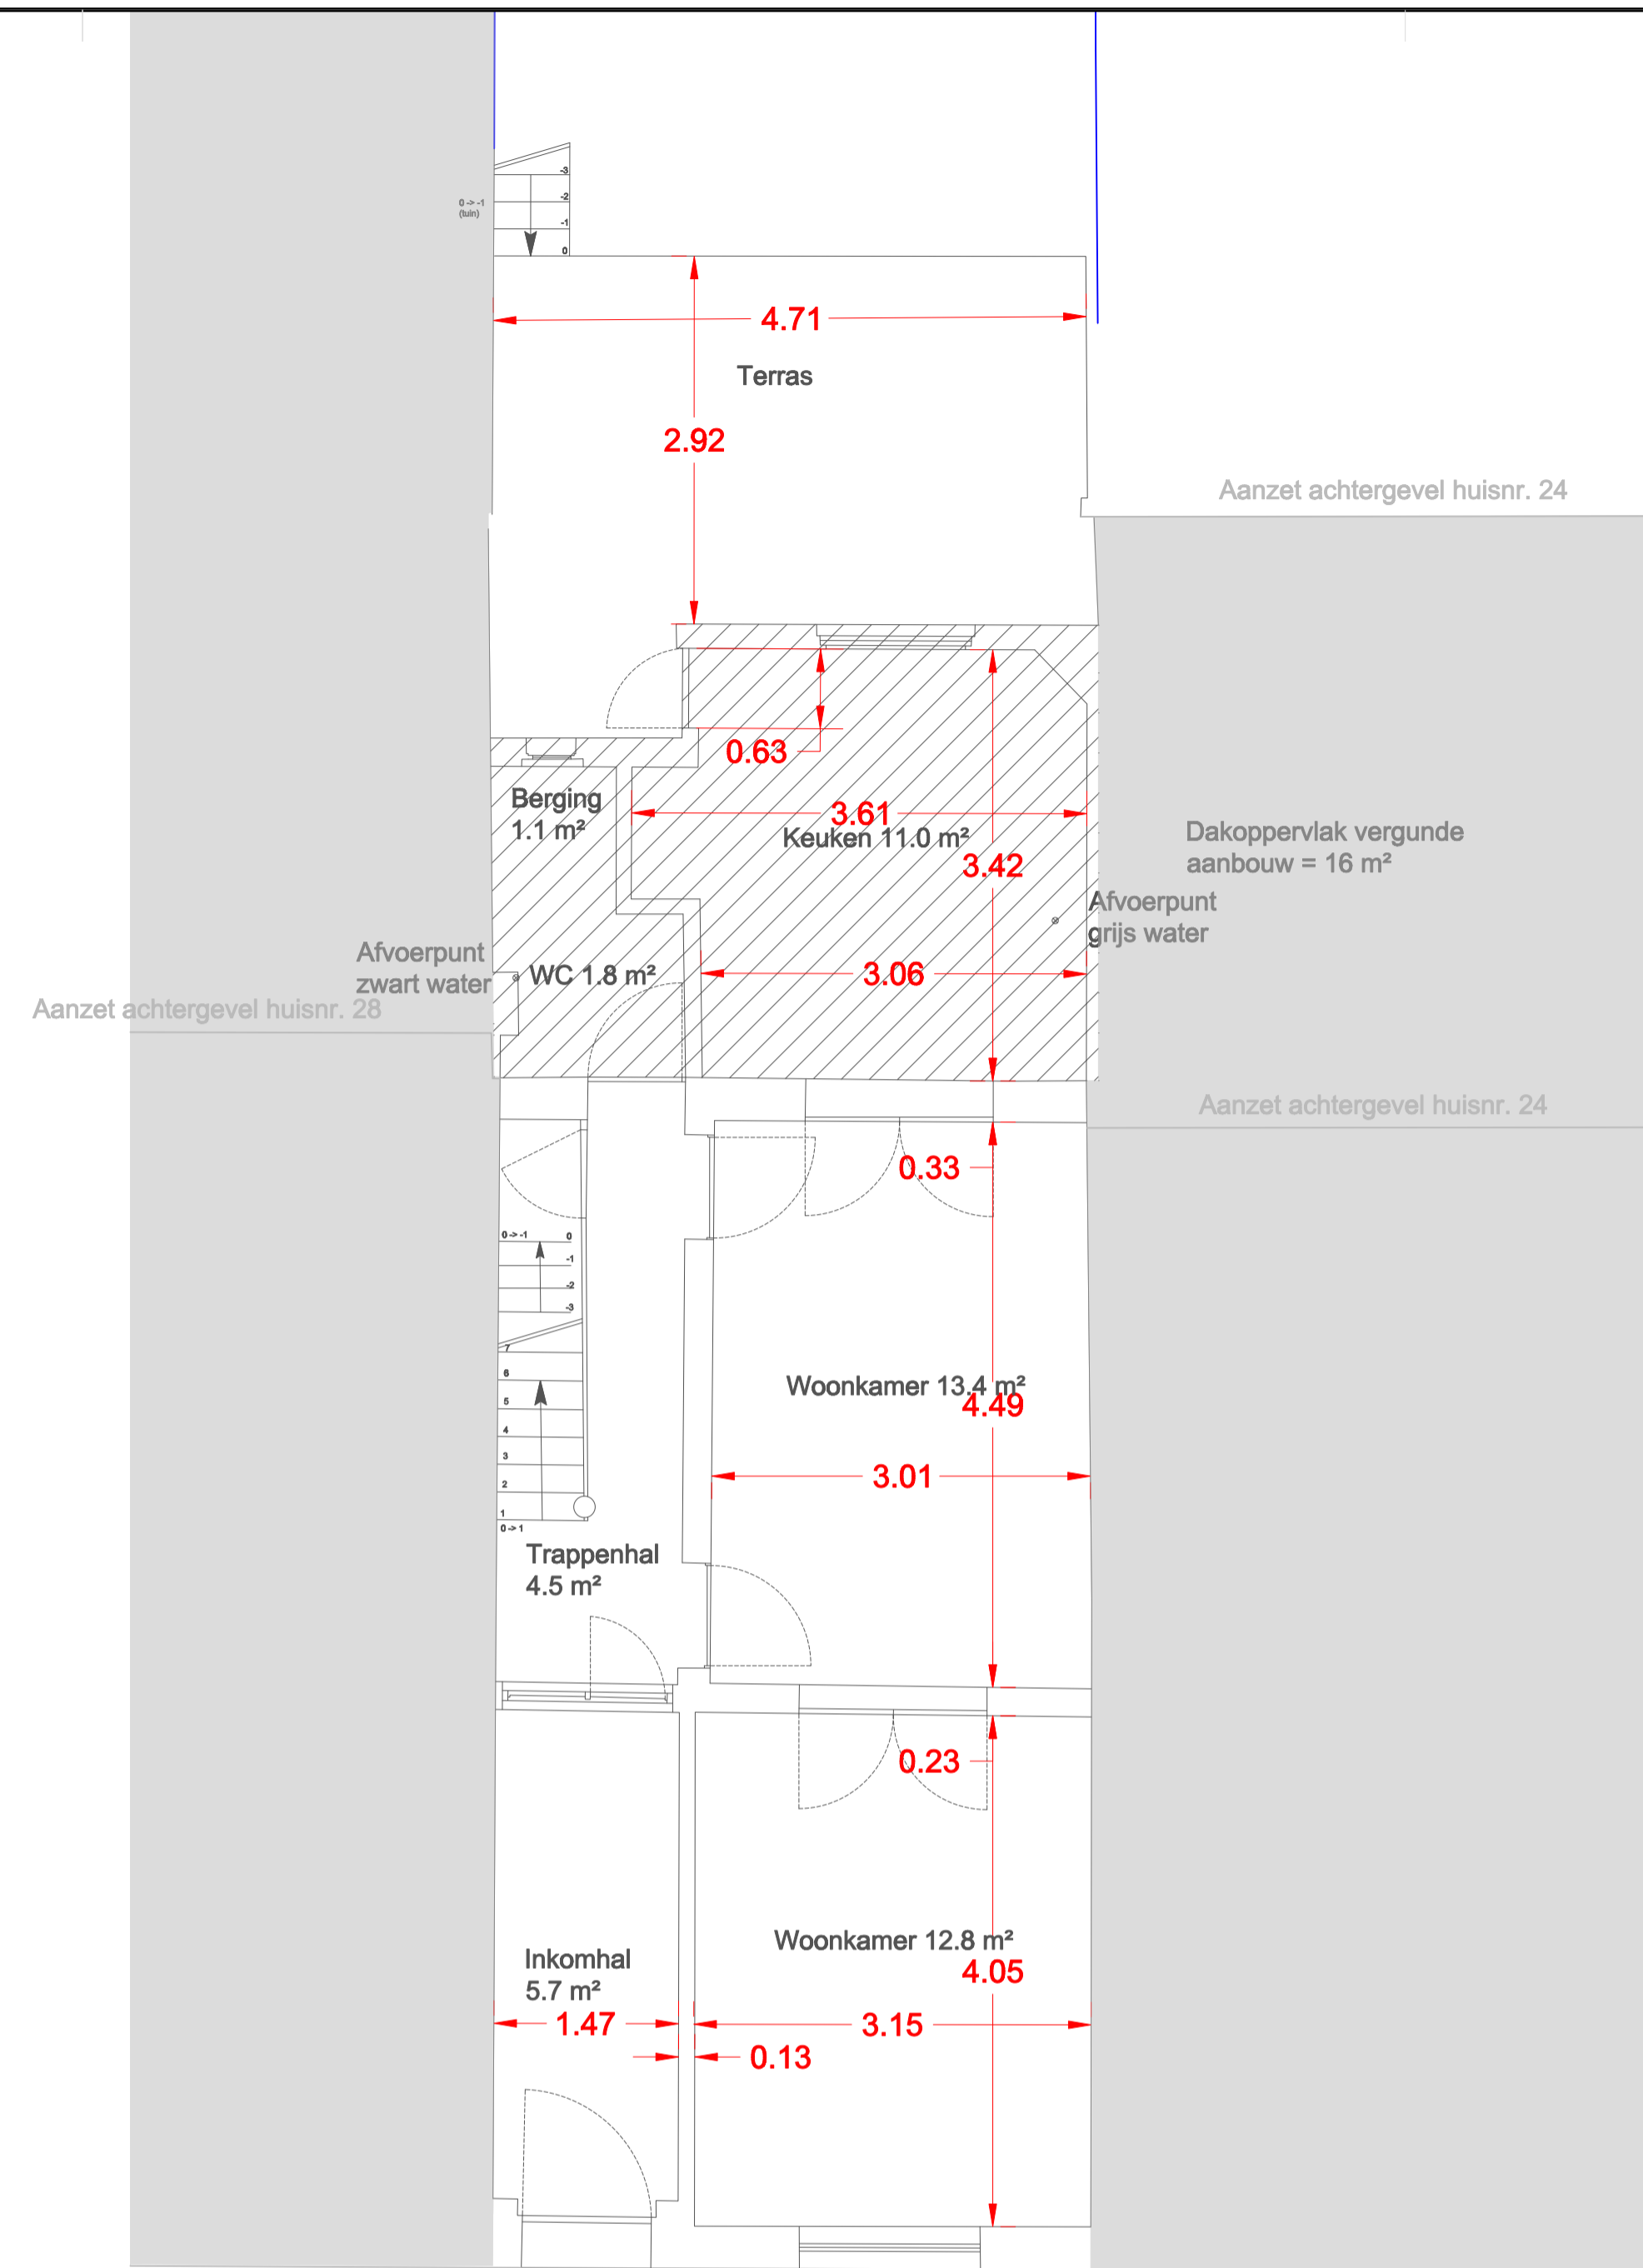 -3
0 -> -1
(tuin)
-2
-1
0
4.71
Terras
2.92
Aanzet achtergevel huisnr. 24
0.63
Berging
1.1 m²
3.61
Keuken 11.0 m²
3.42
Dakoppervlak vergunde
aanbouw = 16 m²
Afvoerpunt
grijs water
Afvoerpunt
zwart water
WC 1.8 m²
3.06
Aanzet achtergevel huisnr. 28
Aanzet achtergevel huisnr. 24
0.33
0 -> -1
0
-1
-2
-3
7
6
5
4
3
2
1
0 -> 1
Woonkamer 13.4 m²
4.49
3.01
Trappenhal
4.5 m²
0.23
Woonkamer 12.8 m²
4.05
Inkomhal
5.7 m²
1.47
3.15
0.13